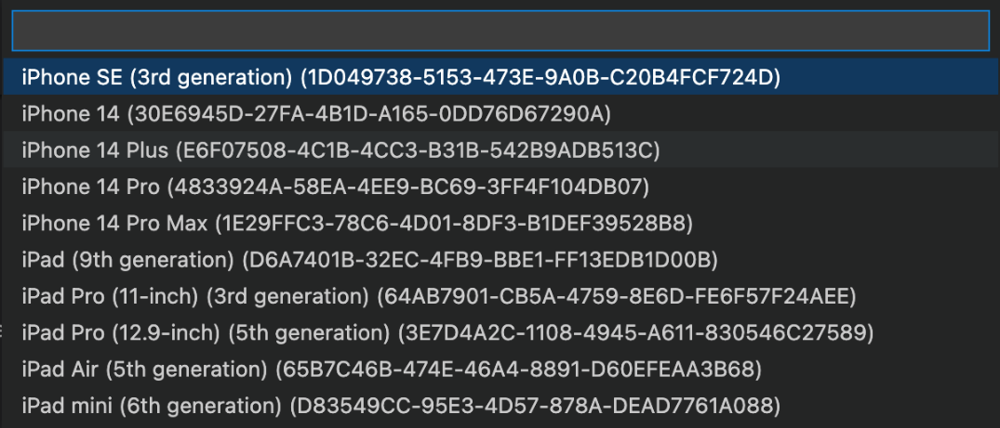 iPhone SE (3rd generation) (1D049738-5153-473E-9A0B-C20B4FCF724D)
iPhone 14 (30E6945D-27FA-4B1D-A165-0DD76D67290A)
iPhone 14 Plus (E6F07508-4C1B-4CC3-B31B-542B9ADB513C)
iPhone 14 Pro (4833924A-58EA-4EE9-BC69-3FF4F104DB07)
iPhone 14 Pro Max (1E29FFC3-78C6-4D01-8DF3-B1DEF39528B8)
iPad (9th generation) (D6A7401B-32EC-4FB9-BBE1-FF13EDB1D00B)
iPad Pro (11-inch) (3rd generation) (64AB7901-CB5A-4759-8E6D-FE6F57F24AEE)
iPad Pro (12.9-inch) (5th generation) (3E7D4A2C-1108-4945-A611-830546C27589)
iPad Air (5th generation) (65B7C46B-474E-46A4-8891-D60EFEAA3B68)
iPad mini (6th generation) (D83549CC-95E3-4D57-878A-DEAD7761A088)